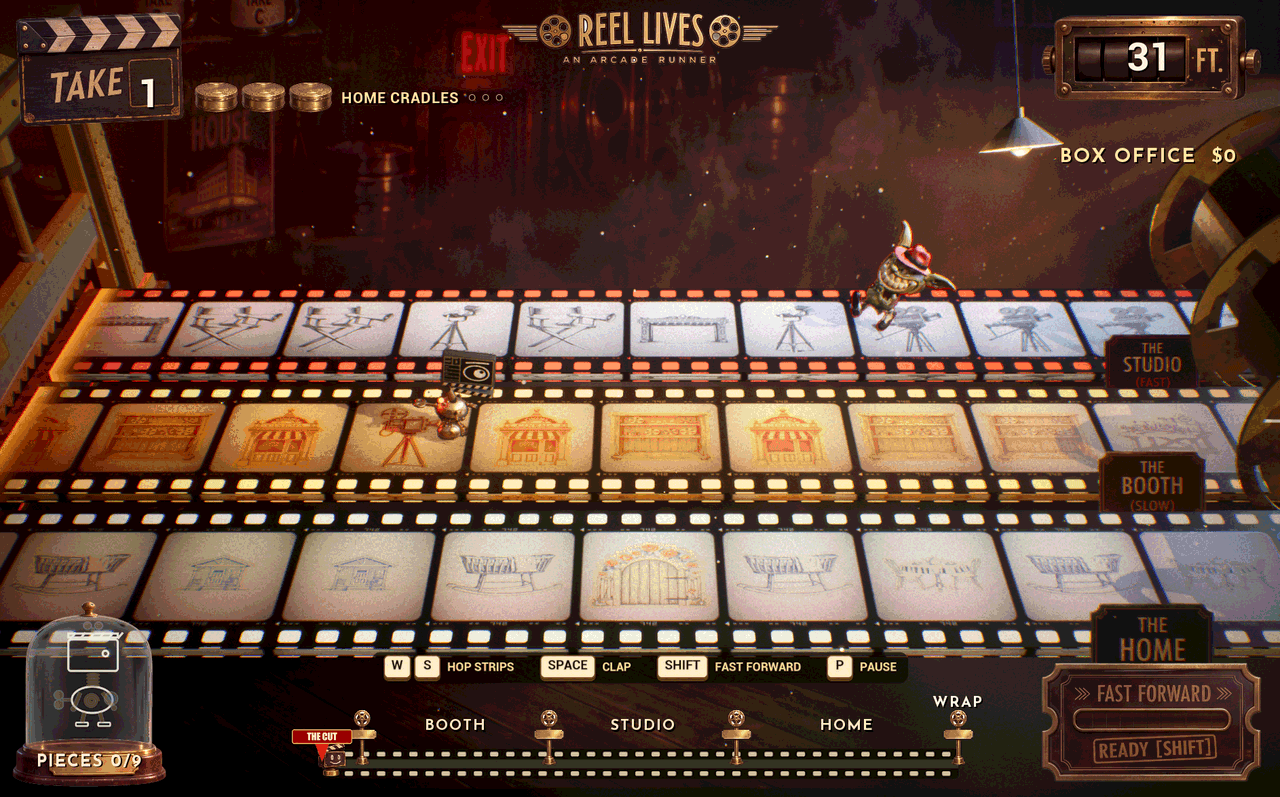 TAKE
C
TAKE 1
HOME CRADLES
EXIT
REEL LIVES
AN ARCADE RUNNER
31 FT.
BOX OFFICE $0
HOUSE
THE
STUDIO
(FAST)
THE
BOOTH
(SLOW)
THE
HOME
W S HOP STRIPS SPACE CLAP SHIFT FAST FORWARD P PAUSE
PIECES 0/9
THE CUT
BOOTH
STUDIO
HOME
WRAP
FAST FORWARD
READY [SHIFT]